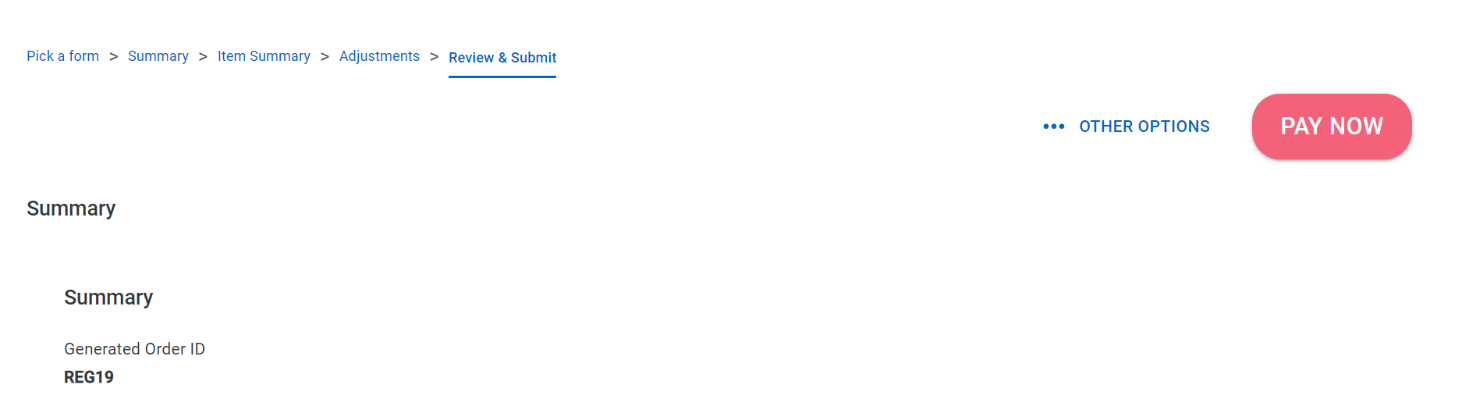 Pick a form > Summary > Item Summary > Adjustments > Review & Submit
••• OTHER OPTIONS PAY NOW
Summary
Summary
Generated Order ID
REG19